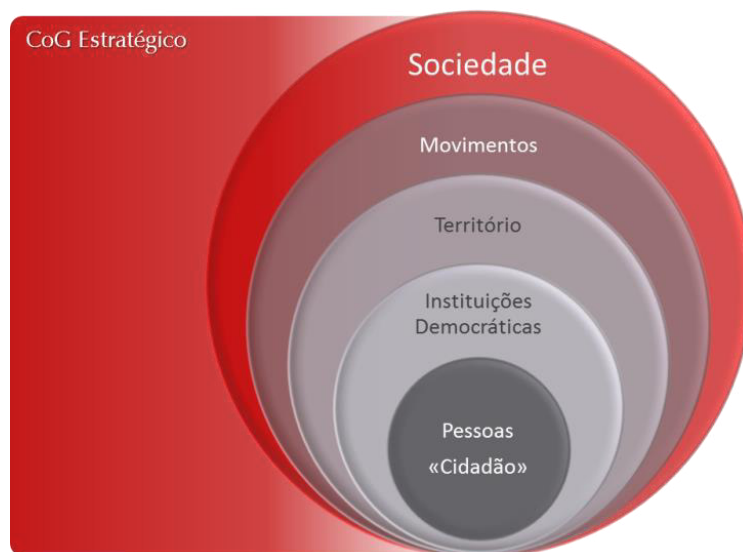 CoG Estratégico
Sociedade
Movimentos
Território
Instituições
Democráticas
Pessoas
«Cidadão»